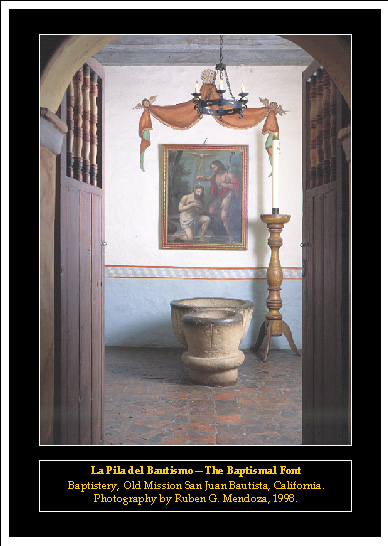 La Pila del Bautismo – The Baptismal Font
Baptistery, Old Mission San Juan Bautista, California.
Photography by Ruben G. Mendoza, 1998.